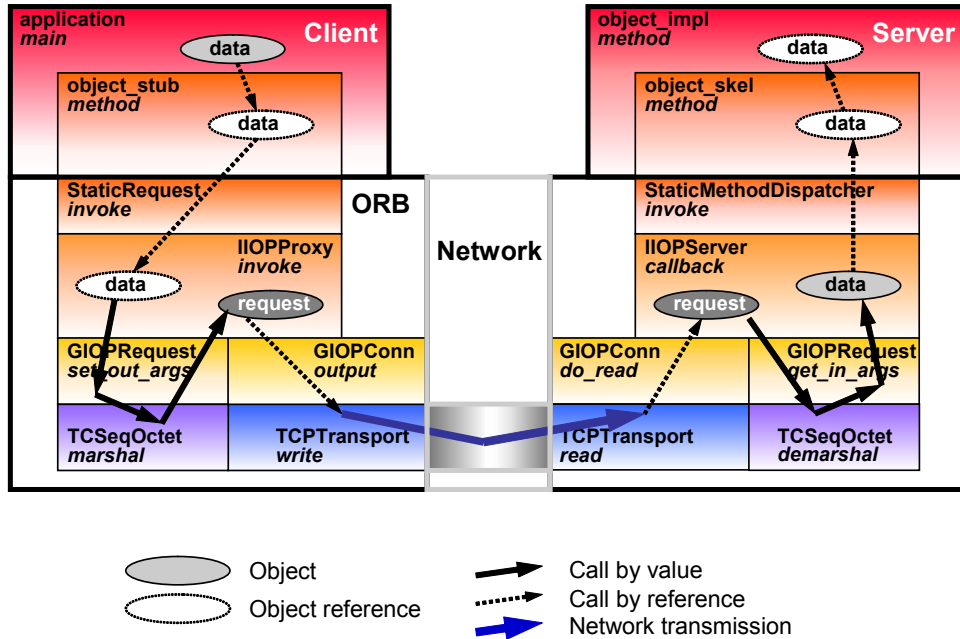 application
main
Client
data
object_stub
method
data
object_impl
method
Server
data
object_skel
method
data
StaticRequest
invoke
ORB
IIOPProxy
invoke
data
request
GIOPRequest
set_out_args
GIOPConn
output
TCSeqOctet
marshal
TCPTransport
write
Network
StaticMethodDispatcher
invoke
IIOPServer
callback
data
request
GIOPConn
do_read
GIOPRequest
get_in_args
TCPTransport
read
TCSeqOctet
demarshal
Object
Object reference
Call by value
Call by reference
Network transmission